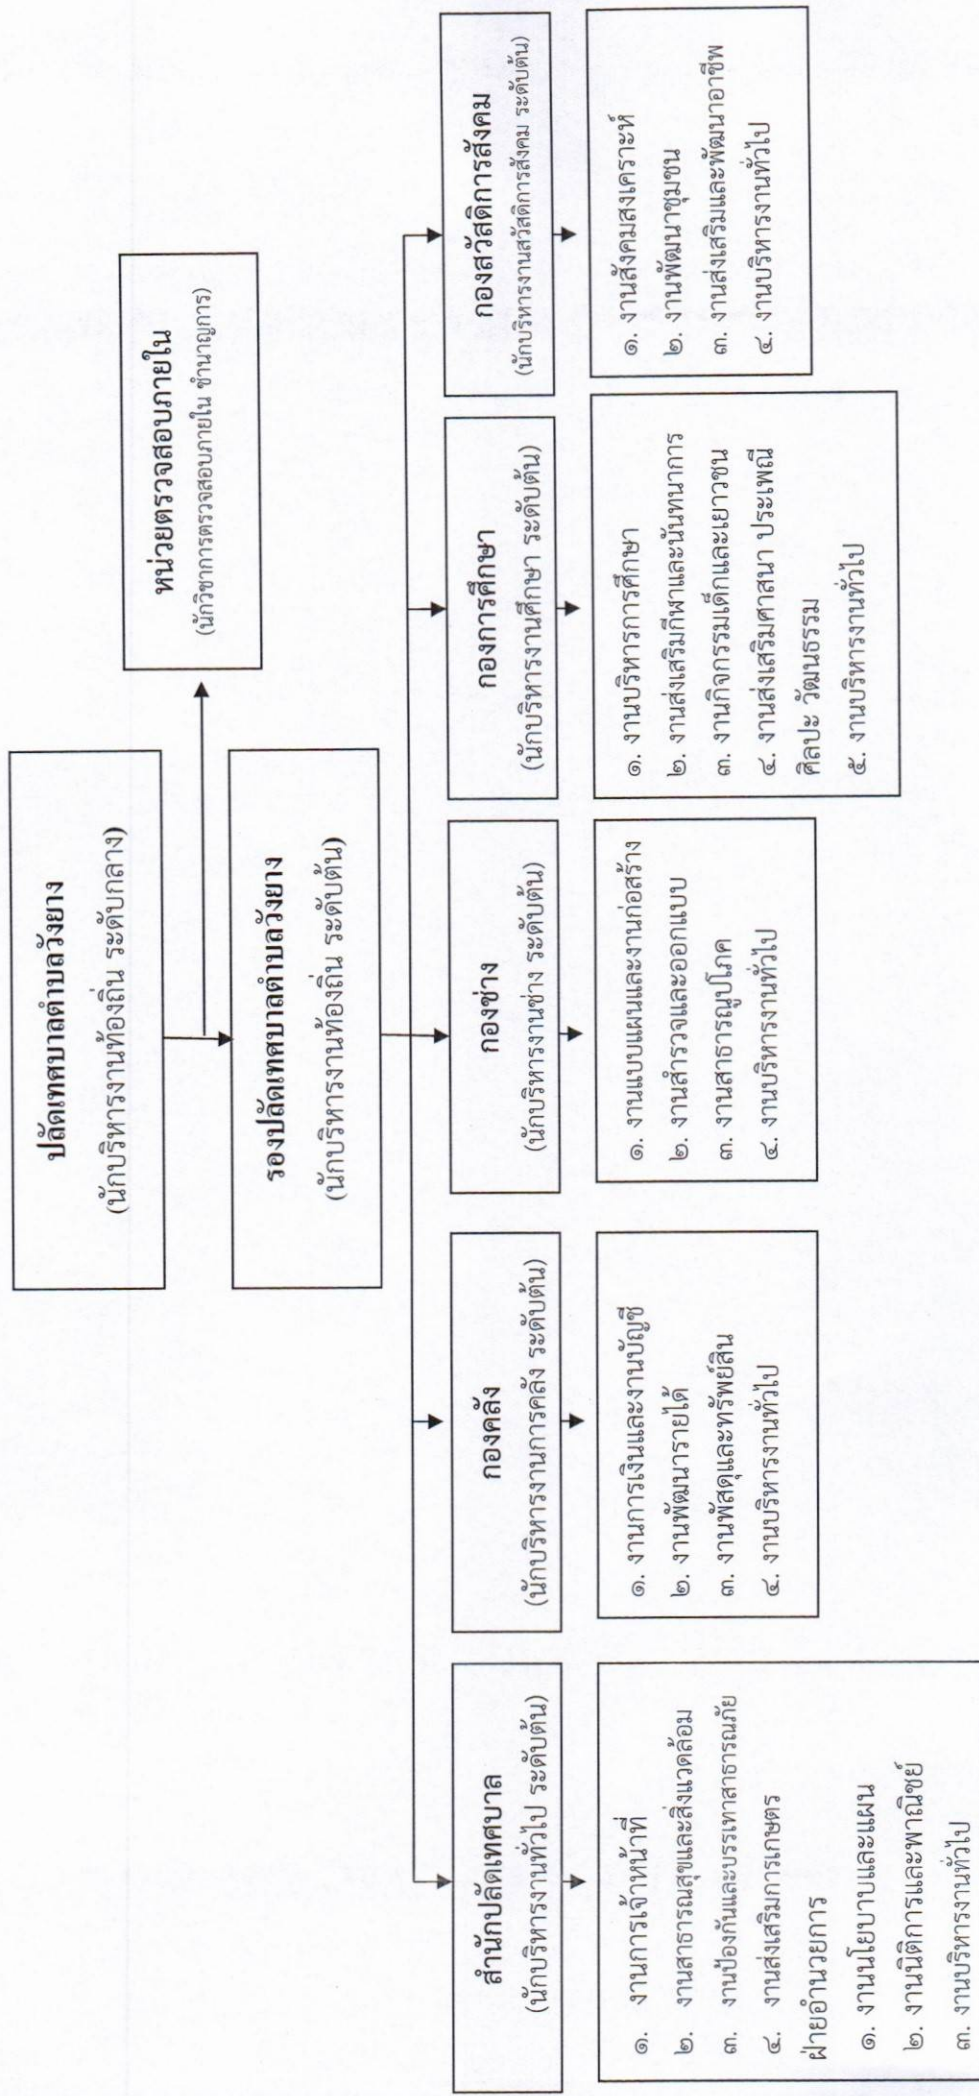 ปลัดเทศบาลตำบลวังยาง
(นักบริหารงานท้องถิ่น ระดับกลาง)
หน่วยตรวจสอบภายใน
(นักวิชาการตรวจสอบภายใน ชำนาญการ)
รองปลัดเทศบาลตำบลวังยาง
(นักบริหารงานท้องถิ่น ระดับต้น)
สำนักปลัดเทศบาล
(นักบริหารงานทั่วไป ระดับต้น)
๑. งานการเจ้าหน้าที่
๒. งานสาธารณสุขและสิ่งแวดล้อม
๓. งานป้องกันและบรรเทาสาธารณภัย
๔. งานส่งเสริมการเกษตร
ฝ่ายอำนวยการ
๑. งานนโยบายและแผน
๒. งานนิติการและพาณิชย์
๓. งานบริหารงานทั่วไป
กองคลัง
(นักบริหารงานการคลัง ระดับต้น)
๑. งานการเงินและงานบัญชี
๒. งานพัฒนารายได้
๓. งานพัสดุและทรัพย์สิน
๔. งานบริหารงานทั่วไป
กองช่าง
(นักบริหารงานช่าง ระดับต้น)
๑. งานแบบแผนและงานก่อสร้าง
๒. งานสำรวจและออกแบบ
๓. งานสาธารณูปโภค
๔. งานบริหารงานทั่วไป
กองการศึกษา
(นักบริหารงานศึกษา ระดับต้น)
๑. งานบริหารการศึกษา
๒. งานส่งเสริมกีฬาและนันทนาการ
๓. งานกิจกรรมเด็กและเยาวชน
๔. งานส่งเสริมศาสนา ประเพณี
ศิลปะ วัฒนธรรม
๕. งานบริหารงานทั่วไป
กองสวัสดิการสังคม
(นักบริหารงานสวัสดิการสังคม ระดับต้น)
๑. งานสังคมสงเคราะห์
๒. งานพัฒนาชุมชน
๓. งานส่งเสริมและพัฒนาอาชีพ
๔. งานบริหารงานทั่วไป